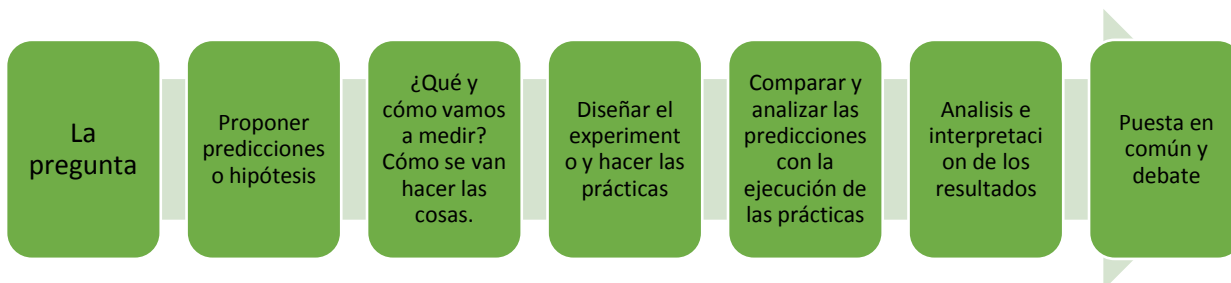 La
pregunta
Proponer
predicciones
o hipótesis
¿Qué y
cómo vamos
a medir?
Cómo se van
hacer las
cosas.
Diseñar el
experiment
o y hacer las
prácticas
Comparar y
analizar las
predicciones
con la
ejecución de
las prácticas
Analisis e
interpretaci
on de los
resultados
Puesta en
común y
debate